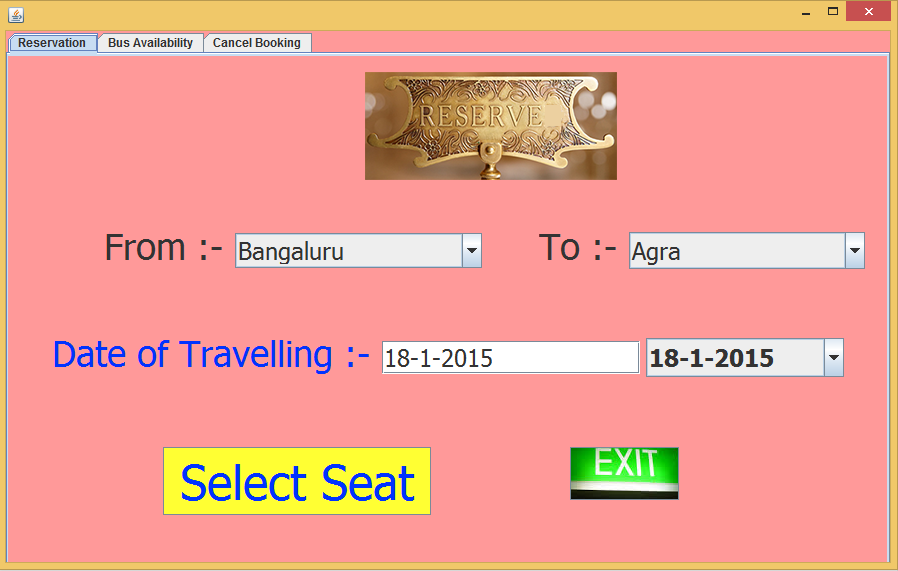 Reservation Bus Availability Cancel Booking
RESERVE
From :- Bangaluru To :- Agra
Date of Travelling :- 18-1-2015 18-1-2015
Select Seat EXIT